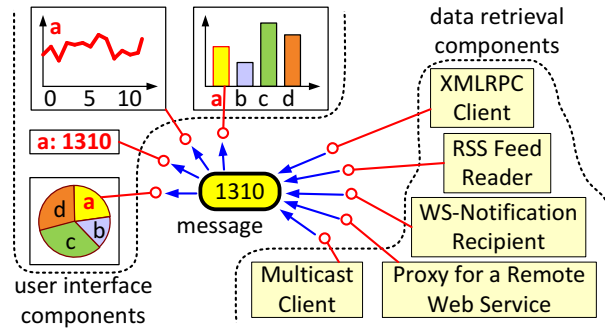 a
0 5 10
a b c d
data retrieval
components
XMLRPC
Client
a: 1310
RSS Feed
Reader
1310
message
d a
c b
WS-Notification
Recipient
user interface
components
Multicast
Client
Proxy for a Remote
Web Service